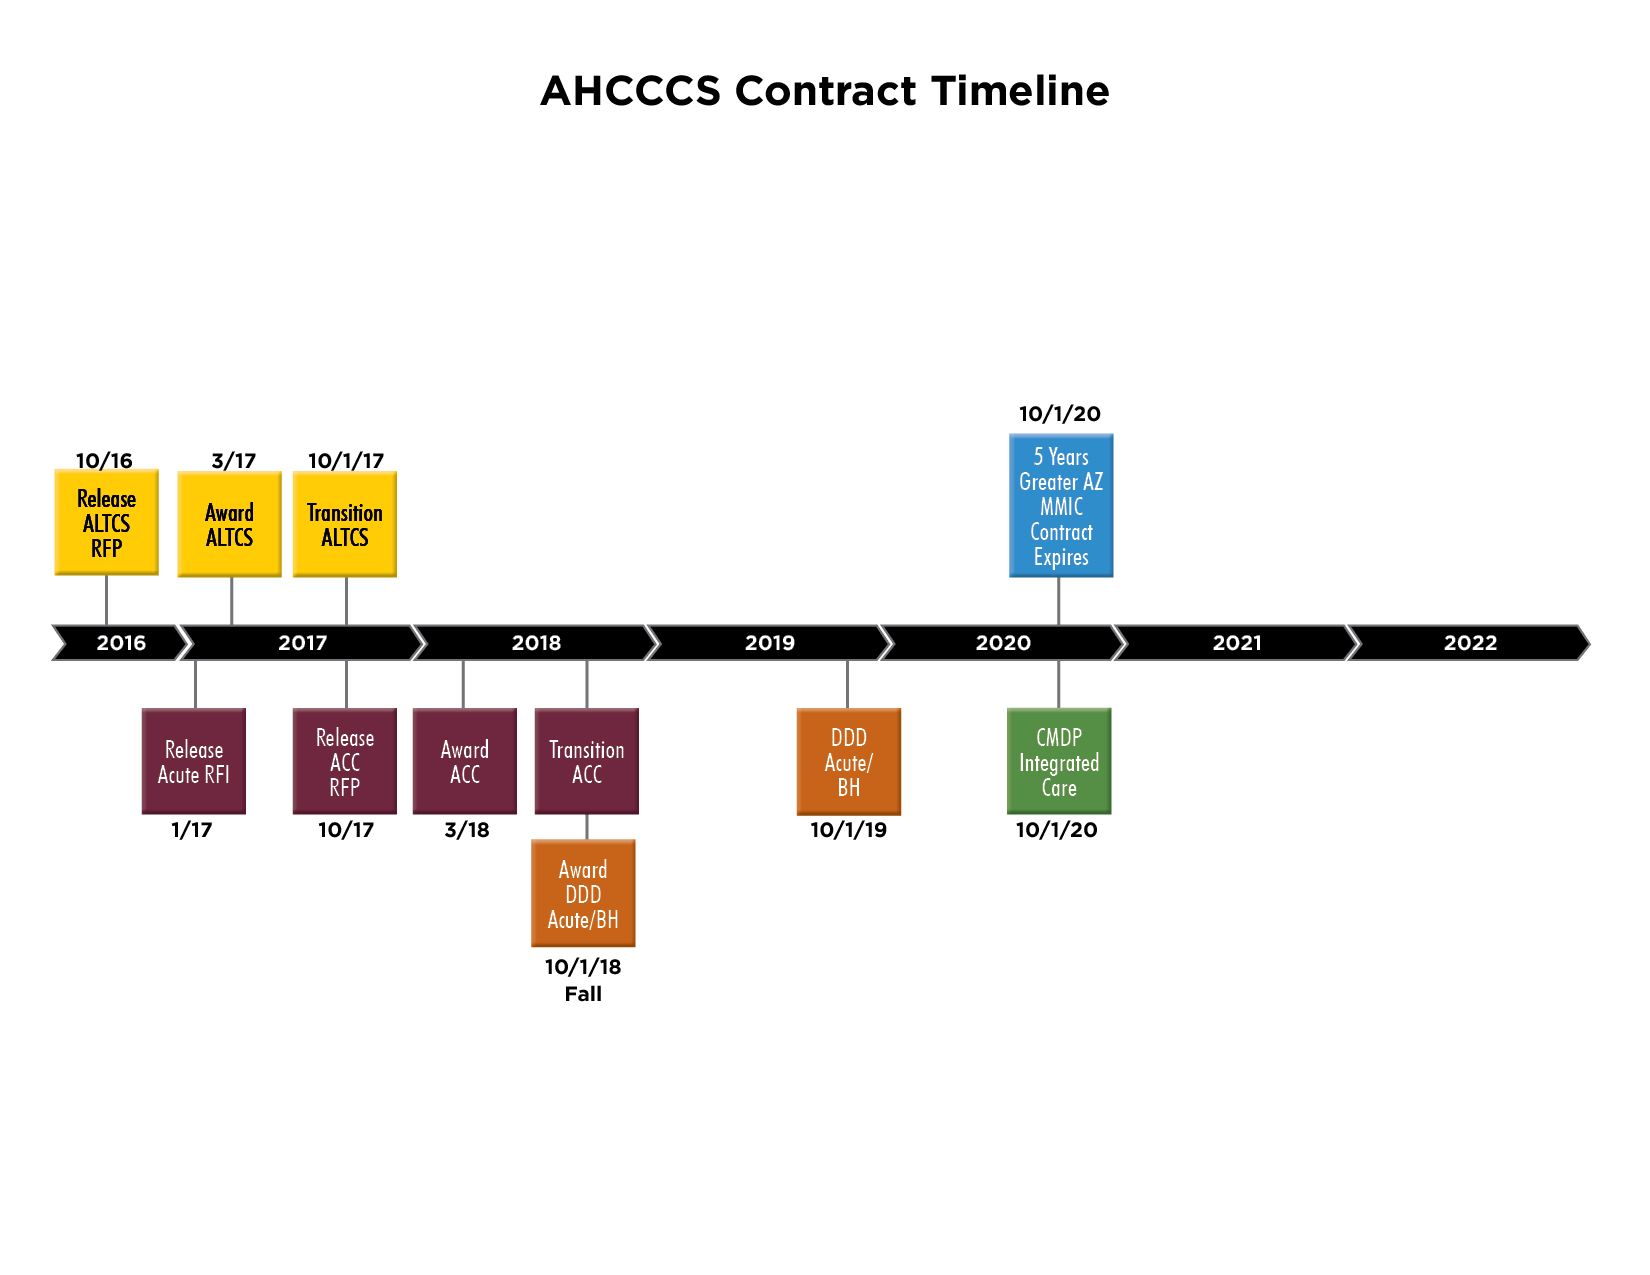 AHCCCS Contract Timeline
10/1/20
5 Years
Greater AZ
MMIC
Contract
Expires
10/16
Release
ALTCS
RFP
3/17
Award
ALTCS
10/1/17
Transition
ALTCS
2016
2017
2018
2019
2020
2021
2022
Release
Acute RFI
1/17
Release
ACC
RFP
10/17
Award
ACC
3/18
Transition
ACC
Award
DDD
Acute/BH
10/1/18
Fall
DDD
Acute/
BH
10/1/19
CMDP
Integrated
Care
10/1/20